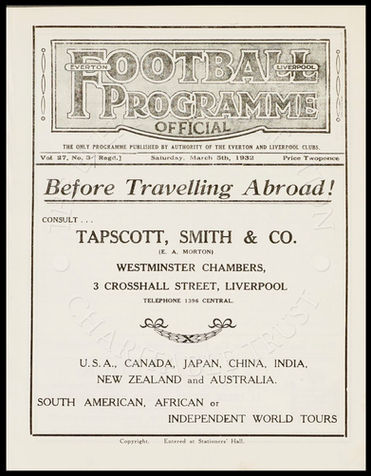 FOOTBALL
EVERTON
LIVERPOOL
PROGRAMME
OFFICIAL
THE ONLY PROGRAMME PUBLISHED BY AUTHORITY OF THE EVERTON AND LIVERPOOL CLUBS.
Vol. 27, No. 3 [Regd.] Saturday, March 5th, 1932 Price Twopence
Before Travelling Abroad!
CONSULT . . .
TAPSCOTT, SMITH & CO.
(E. A. MORTON)
WESTMINSTER CHAMBERS,
3 CROSSHALL STREET, LIVERPOOL
TELEPHONE 1396 CENTRAL.
U.S.A., CANADA, JAPAN, CHINA, INDIA,
NEW ZEALAND and AUSTRALIA.
SOUTH AMERICAN, AFRICAN or
INDEPENDENT WORLD TOURS
Copyright. Entered at Stationers' Hall.